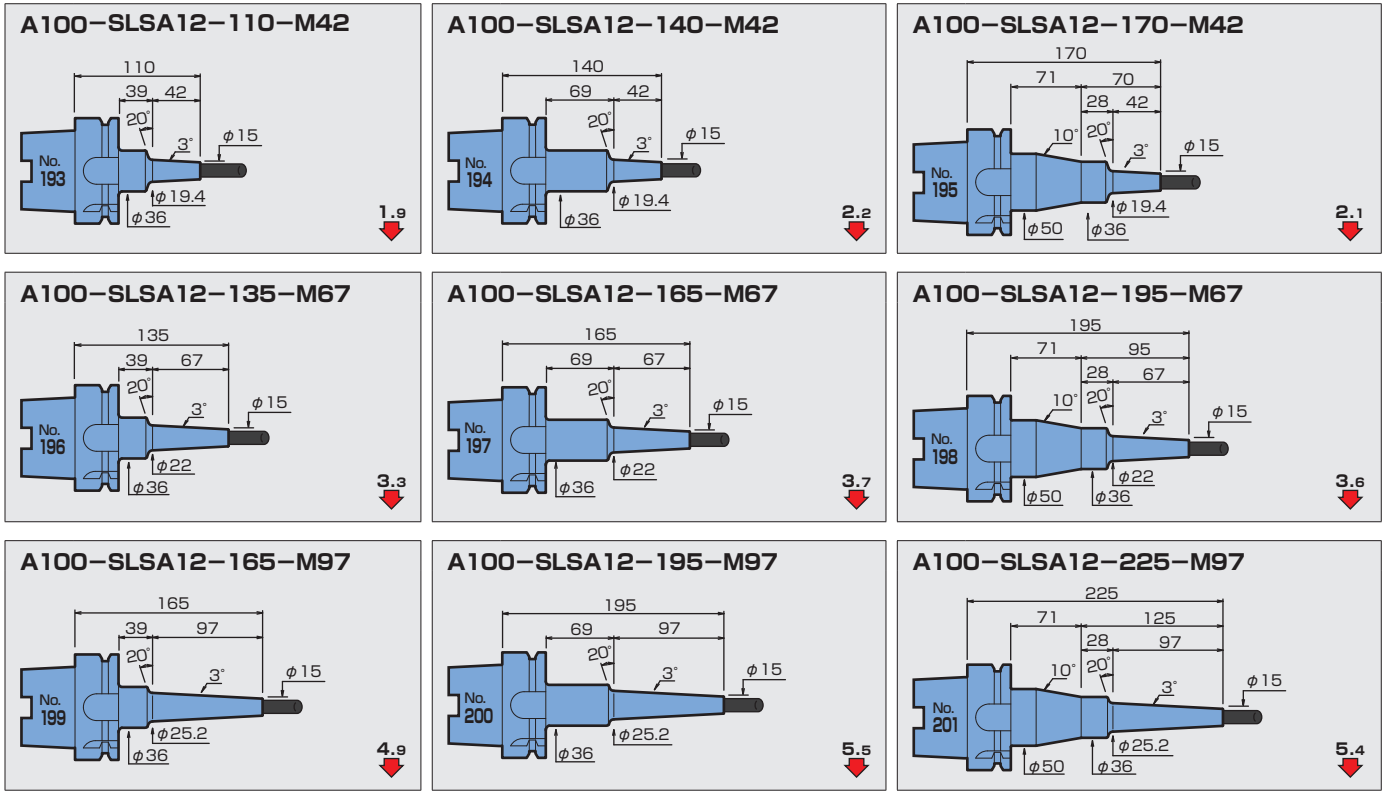 A100−SLSA12−110−M42
110
39 42
20°
3°
φ15
No.
193
φ19.4
φ36
1.9
A100−SLSA12−140−M42
140
69 42
20°
3°
φ15
No.
194
φ19.4
φ36
2.2
A100−SLSA12−170−M42
170
71 70
28 42
10°
20°
3°
φ15
No.
195
φ19.4
φ50 φ36
2.1
A100−SLSA12−135−M67
135
39 67
20°
3°
φ15
No.
196
φ22
φ36
3.3
A100−SLSA12−165−M67
165
69 67
20°
3°
φ15
No.
197
φ22
φ36
3.7
A100−SLSA12−195−M67
195
71 95
28 67
10°
20°
3°
φ15
No.
198
φ22
φ50 φ36
3.6
A100−SLSA12−165−M97
165
39 97
20°
3°
φ15
No.
199
φ25.2
φ36
4.9
A100−SLSA12−195−M97
195
69 97
20°
3°
φ15
No.
200
φ25.2
φ36
5.5
A100−SLSA12−225−M97
225
71 125
28 97
10°
20°
3°
φ15
No.
201
φ25.2
φ50 φ36
5.4